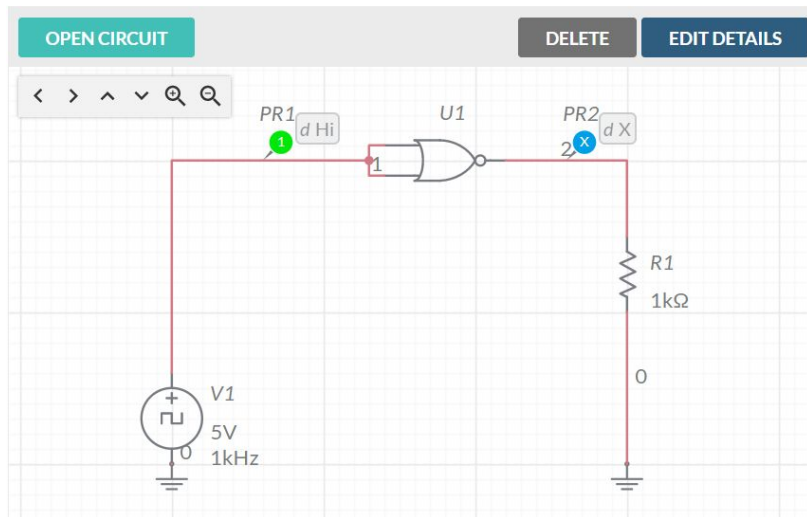 OPEN CIRCUIT
DELETE
EDIT DETAILS
PR1
d Hi
1
U1
PR2
d X
X
1
2
R1
1kΩ
V1
5V
1kHz
0
0